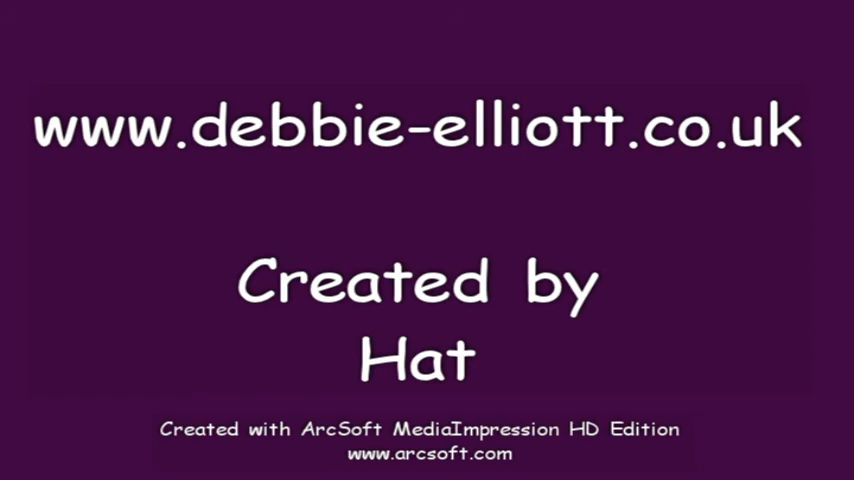 www.debbie-elliott.co.uk
Created by
Hat
Created with ArcSoft MediaImpression HD Edition
www.arcsoft.com